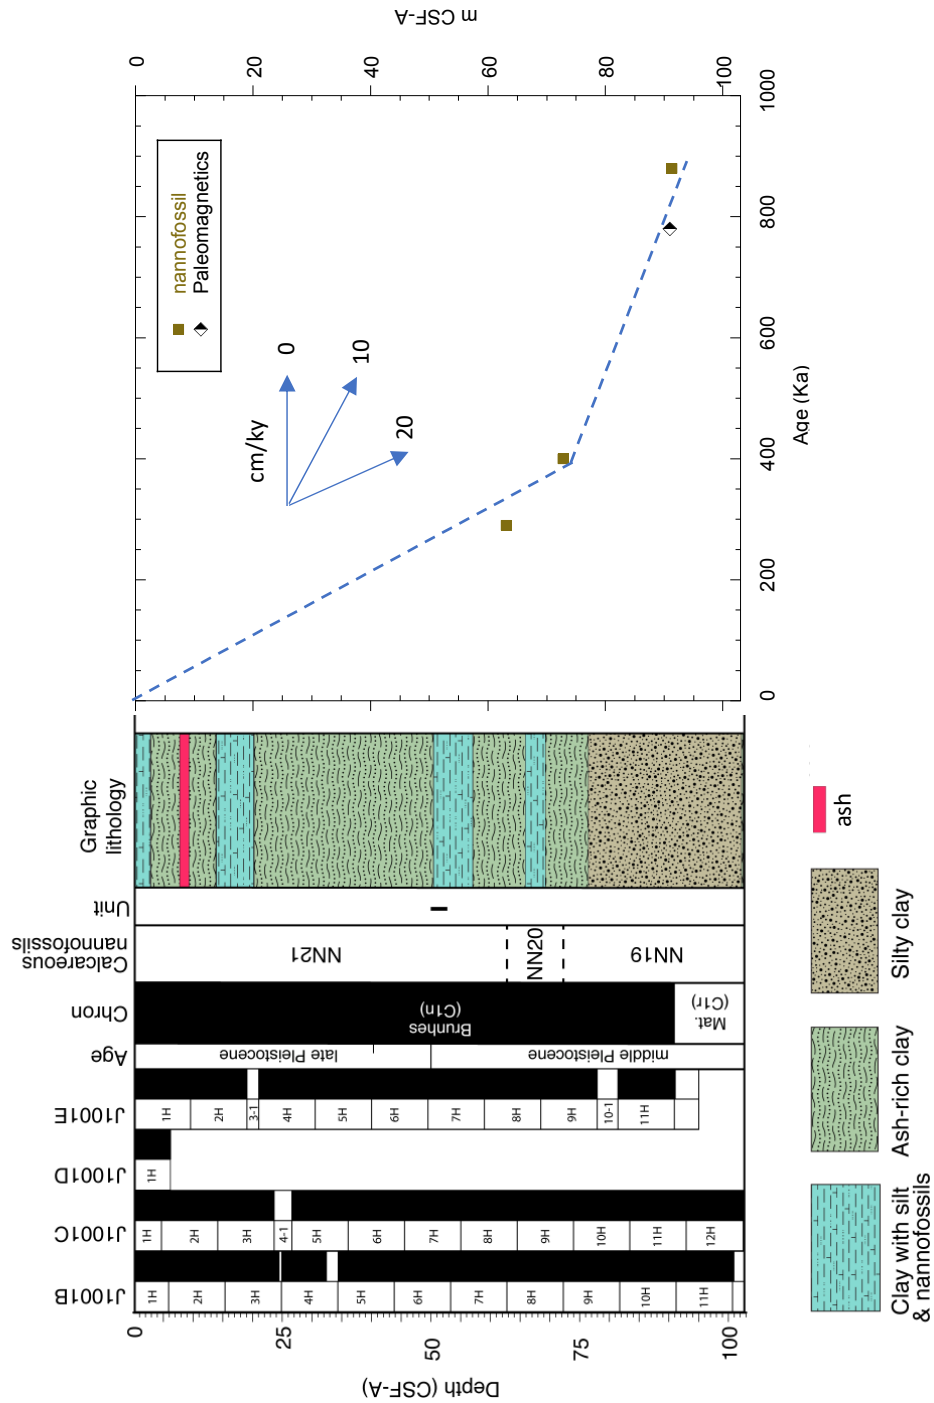 m CSF-A
0
20
40
60
80
100
0
200
400
600
800
1000
Age (Ka)
nannofossil
Paleomagnetics
cm/ky
0
10
20
Graphic
lithology
Unit
I
Calcareous
nannofossils
NN21
NN20
NN19
Chron
Brunhes
(C1n)
Mat.
(C1r)
Age
late Pleistocene
middle Pleistocene
J1001E
1H
2H
3-1
4H
5H
6H
7H
8H
9H
10-1
11H
J1001D
1H
J1001C
1H
2H
3H
4-1
5H
6H
7H
8H
9H
10H
11H
12H
J1001B
1H
2H
3H
4H
5H
6H
7H
8H
9H
10H
11H
0
25
50
75
100
Depth (CSF-A)
Clay with silt
& nannofossils
Ash-rich clay
Silty clay
ash